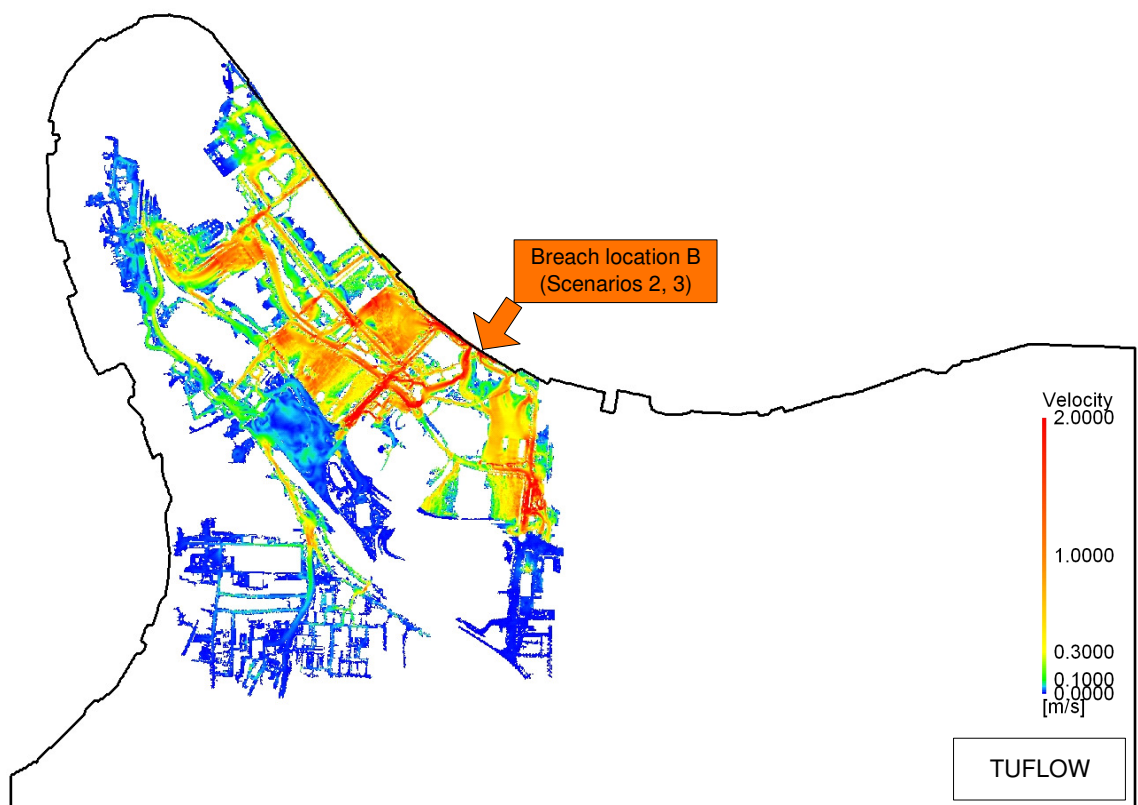 Breach location B
(Scenarios 2, 3)
Velocity
2.0000
1.0000
0.3000
0.1000
0.0000
[m/s]
TUFLOW